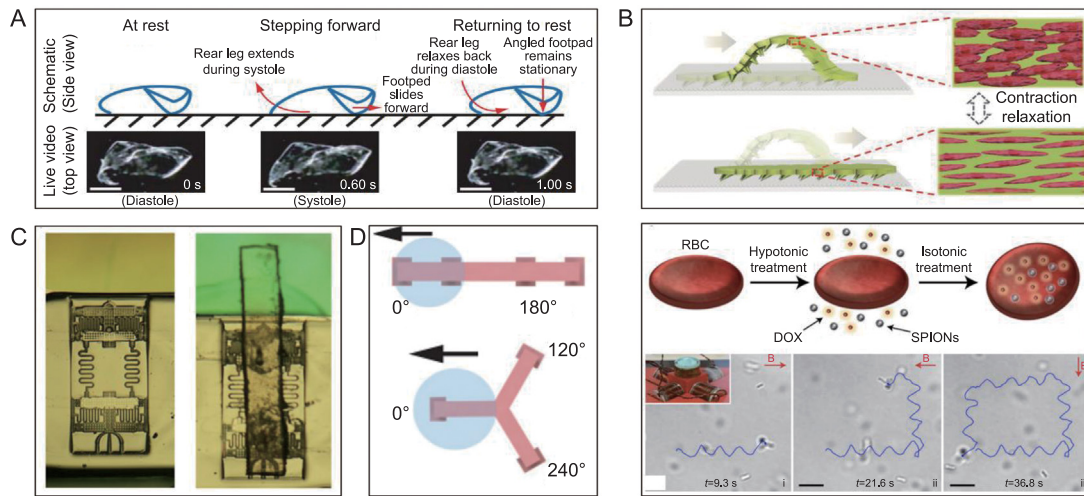 A
At rest
Stepping forward
Returning to rest
Schematic
(Side view)
Rear leg extends
during systole
Footped
slides
forward
Rear leg
relaxes back
during diastole
Angled footpad
remains
stationary
Live video
(top view)
0 s
0.60 s
1.00 s
(Diastole)
(Systole)
(Diastole)
B
Contraction
relaxation
C
D
0°
180°
120°
0°
240°
RBC
Hypotonic
treatment
Isotonic
treatment
DOX
SPIONs
B
B
t=9.3 s
i
t=21.6 s
ii
t=36.8 s